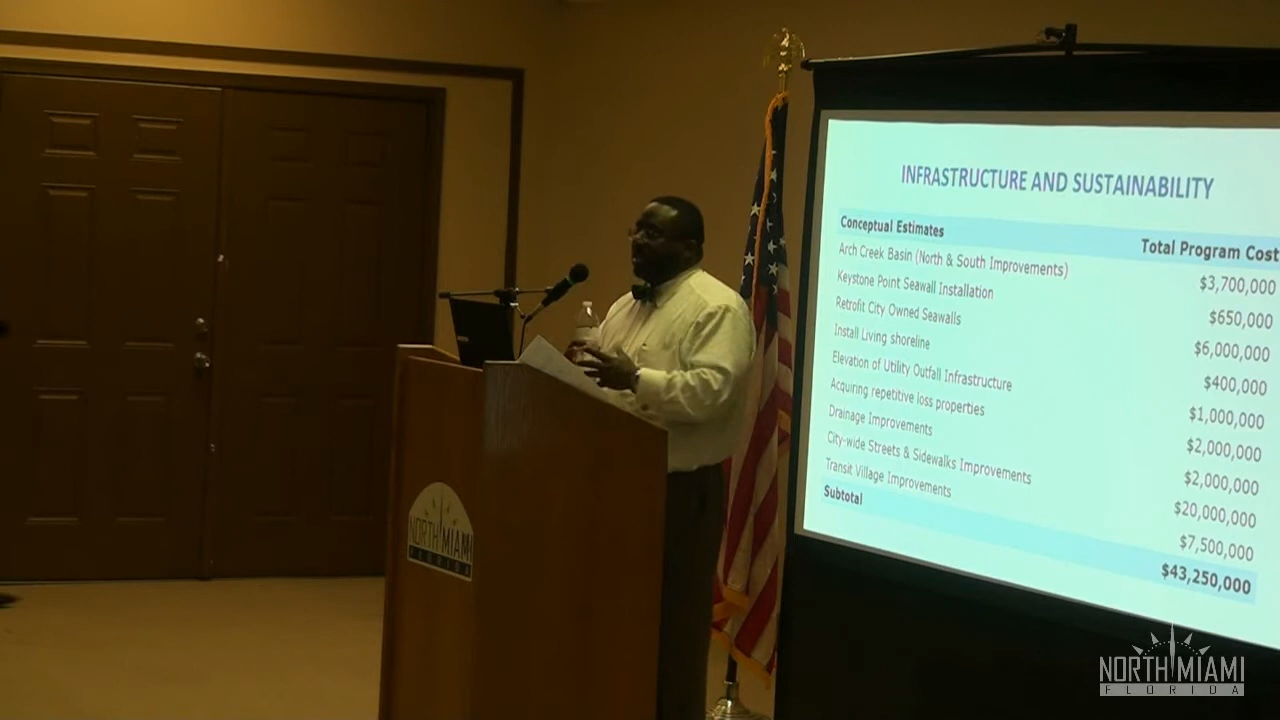 INFRASTRUCTURE AND SUSTAINABILITY
Conceptual Estimates Total Program Cost
Arch Creek Basin (North & South Improvements) $3,700,000
Keystone Point Seawall Installation $650,000
Retrofit City Owned Seawalls $6,000,000
Install Living shoreline $400,000
Elevation of Utility Outfall Infrastructure $1,000,000
Acquiring repetitive loss properties $2,000,000
Drainage Improvements $2,000,000
City-wide Streets & Sidewalks Improvements $20,000,000
Transit Village Improvements $7,500,000
Subtotal $43,250,000
NORTH MIAMI
FLORIDA
NORTH MIAMI
FLORIDA